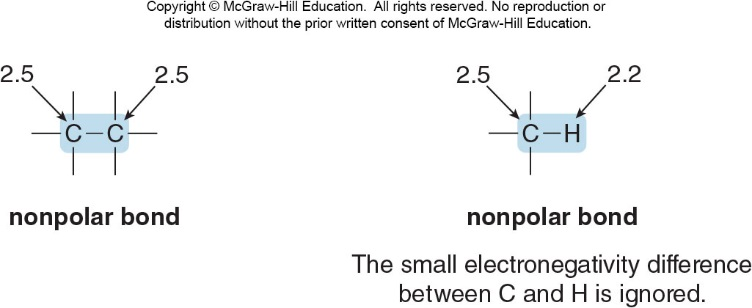 Copyright © McGraw-Hill Education. All rights reserved. No reproduction or
distribution without the prior written consent of McGraw-Hill Education.
2.5 2.5
C–C
nonpolar bond
2.5 2.2
C–H
nonpolar bond
The small electronegativity difference
between C and H is ignored.